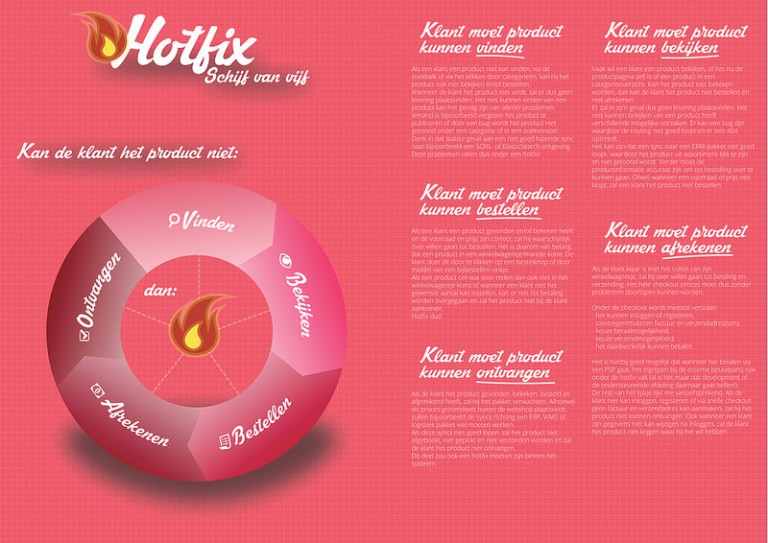 Hotfix
Schijf van vijf
Kan de klant het product niet:
Vinden
Bekijken
Bestellen
Afrekenen
Ontvangen
dan:
Klant moet product
kunnen vinden
Als een klant een product niet kan vinden, via de
zoekbalk of via het klikken door categorieën, kan hij het
product ook niet bekijken en/of bestellen.
Wanneer de klant het product niet vindt, zal er dus geen
levering plaatsvinden. Het niet kunnen vinden van een
product kan het gevolg zijn van allerlei problemen.
Iemand is bijvoorbeeld vergeten het product te
publiceren of door een bug wordt het product niet
getoond onder een categorie of in een zoekvenster.
Denk in dat laatste geval aan een niet goed lopende sync
naar bijvoorbeeld een SORL of ElasticSearch omgeving.
Deze problemen vallen dus onder een hotfix!
Klant moet product
kunnen bestellen
Als een klant een product gevonden en/of bekeken heeft
en de voorraad en prijs zijn correct, zal hij waarschijnlijk
over willen gaan tot bestellen. Het is daarom van belang
dat een product in een winkelwagentje/mandje komt. De
klant doet dit door te klikken op een bestelknop of door
middel van een bijbestellen vinkje.
Als een product om wat voor reden dan ook niet in het
winkelwagentje komt of wanneer een klant niet het
gewenste aantal kan instellen, kan er niet tot betaling
worden overgegaan en zal het product niet bij de klant
aankomen.
Hotfix dus!
Klant moet product
kunnen ontvangen
Als de klant het product gevonden, bekeken, besteld en
afgerekend heeft, zal hij het pakket verwachten. Alhoewel
dit proces grotendeels buiten de webshop plaatsvindt,
zullen bijvoorbeeld de syncs richting een ERP, WMS of
logistiek pakket wel moeten werken.
Als deze syncs niet goed lopen, zal het product niet
afgeboekt, niet gepickt en niet verzonden worden en zal
de klant het product niet ontvangen.
Dit deel zou ook een hotfix moeten zijn binnen het
systeem.
Klant moet product
kunnen bekijken
Vaak wil een klant een product bekijken, of het nu de
productpagina zelf is of een product in een
categorieoverzicht. Kan het product niet bekeken
worden, dan kan de klant het product niet bestellen en
niet afrekenen.
Er zal in zo'n geval dus geen levering plaatsvinden. Het
niet kunnen bekijken van een product heeft
verschillende mogelijke oorzaken. Er kan een bug zijn
waardoor de routing niet goed loopt en er een 404
optreedt.
Het kan zijn dat een sync naar een ERM-pakket niet goed
loopt, waardoor het product uit assortiment lijkt te zijn
en niet getoond wordt. Verder moet de
productinformatie accuraat zijn om tot bestelling over te
kunnen gaan. Ofwel, wanneer een voorraad of prijs niet
klopt, zal een klant het product niet bestellen.
Klant moet product
kunnen afrekenen
Als de klant klaar is met het vullen van zijn
winkelwagentje, zal hij over willen gaan tot betaling en
verzending. Het hele checkout-proces moet dus zonder
problemen doorlopen kunnen worden.
Onder de checkout wordt meestal verstaan:
- het kunnen inloggen of registeren;
- toevoegen/muteren factuur en verzendadres(sen);
- keuze betaalmogelijkheid;
- keuze verzendmogelijkheid;
- het daadwerkelijk kunnen betalen.
Het is hierbij goed mogelijk dat wanneer het betalen via
een PSP gaat, het ingrijpen bij de externe betaalpartij ook
onder de hotfix valt (al is het maar dat development of
de ondersteunende afdeling daarnaar gaat bellen!).
De rest van het lijstje lijkt me vanzelfsprekend. Als de
klant niet kan inloggen, registeren of via snelle checkout
geen factuur en verzendadres kan aanmaken, zal hij het
product niet kunnen ontvangen. Ook wanneer een klant
zijn gegevens niet kan wijzigen na inloggen, zal de klant
het product niet krijgen waar hij het wil hebben.